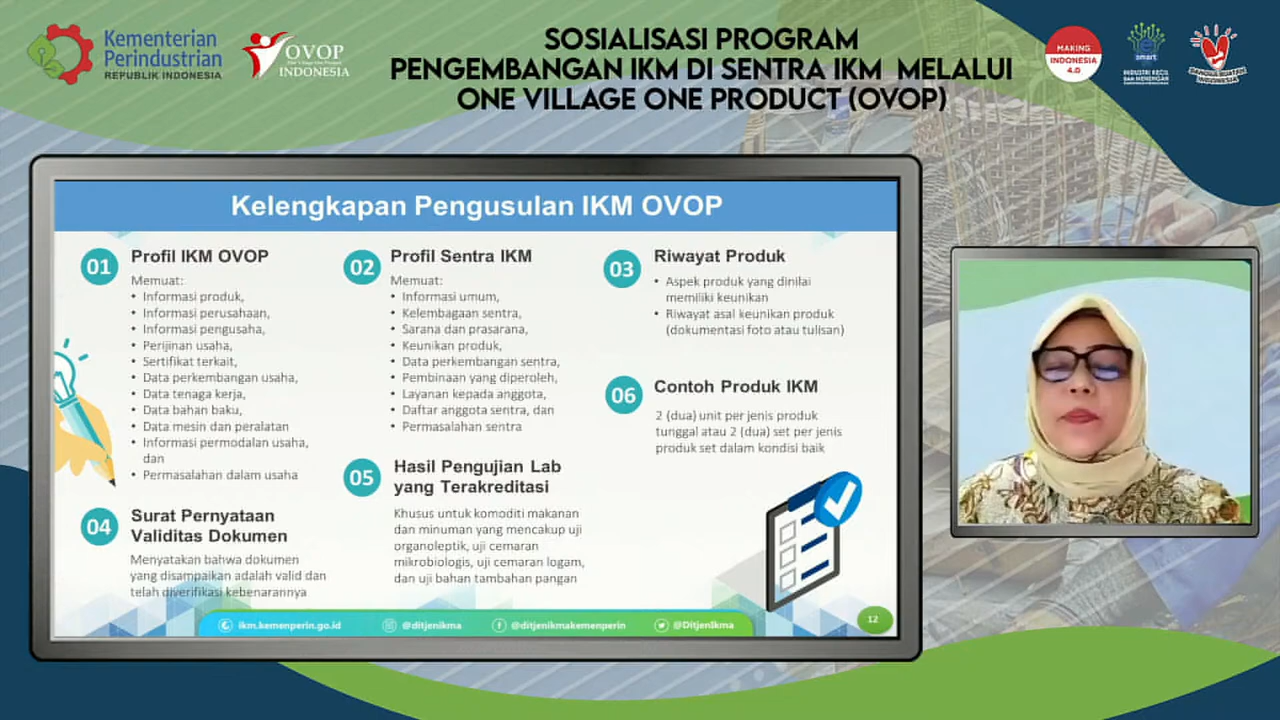 Kementerian
Perindustrian
REPUBLIK INDONESIA
OVOP
INDONESIA
SOSIALISASI PROGRAM
PENGEMBANGAN IKM DI SENTRA IKM MELALUI
ONE VILLAGE ONE PRODUCT (OVOP)
MAKING
INDONESIA
4.0
smart
INDUSTRI KECIL
DAN MENENGAH
BANGGA BUATAN
INDONESIA
Kelengkapan Pengusulan IKM OVOP
01
Profil IKM OVOP
Memuat:
• Informasi produk,
• Informasi perusahaan,
• Informasi pengusaha,
• Perijinan usaha,
• Sertifikat terkait,
• Data perkembangan usaha,
• Data tenaga kerja,
• Data bahan baku,
• Data mesin dan peralatan
• Informasi permodalan usaha,
dan
• Permasalahan dalam usaha
02
Profil Sentra IKM
Memuat:
• Informasi umum,
• Kelembagaan sentra,
• Sarana dan prasarana,
• Keunikan produk,
• Data perkembangan sentra,
• Pembinaan yang diperoleh,
• Layanan kepada anggota,
• Daftar anggota sentra, dan
• Permasalahan sentra
03
Riwayat Produk
• Aspek produk yang dinilai
memiliki keunikan
• Riwayat asal keunikan produk
(dokumentasi foto atau tulisan)
04
Surat Pernyataan
Validitas Dokumen
Menyatakan bahwa dokumen
yang disampaikan adalah valid dan
telah diverifikasi kebenarannya
05
Hasil Pengujian Lab
yang Terakreditasi
Khusus untuk komoditi makanan
dan minuman yang mencakup uji
organoleptik, uji cemaran
mikrobiologis, uji cemaran logam,
dan uji bahan tambahan pangan
06
Contoh Produk IKM
2 (dua) unit per jenis produk
tunggal atau 2 (dua) set per jenis
produk set dalam kondisi baik
ikm.kemenperin.go.id
@ditjenikma
@ditjenikmakemenperin
@DitjenIkma
12